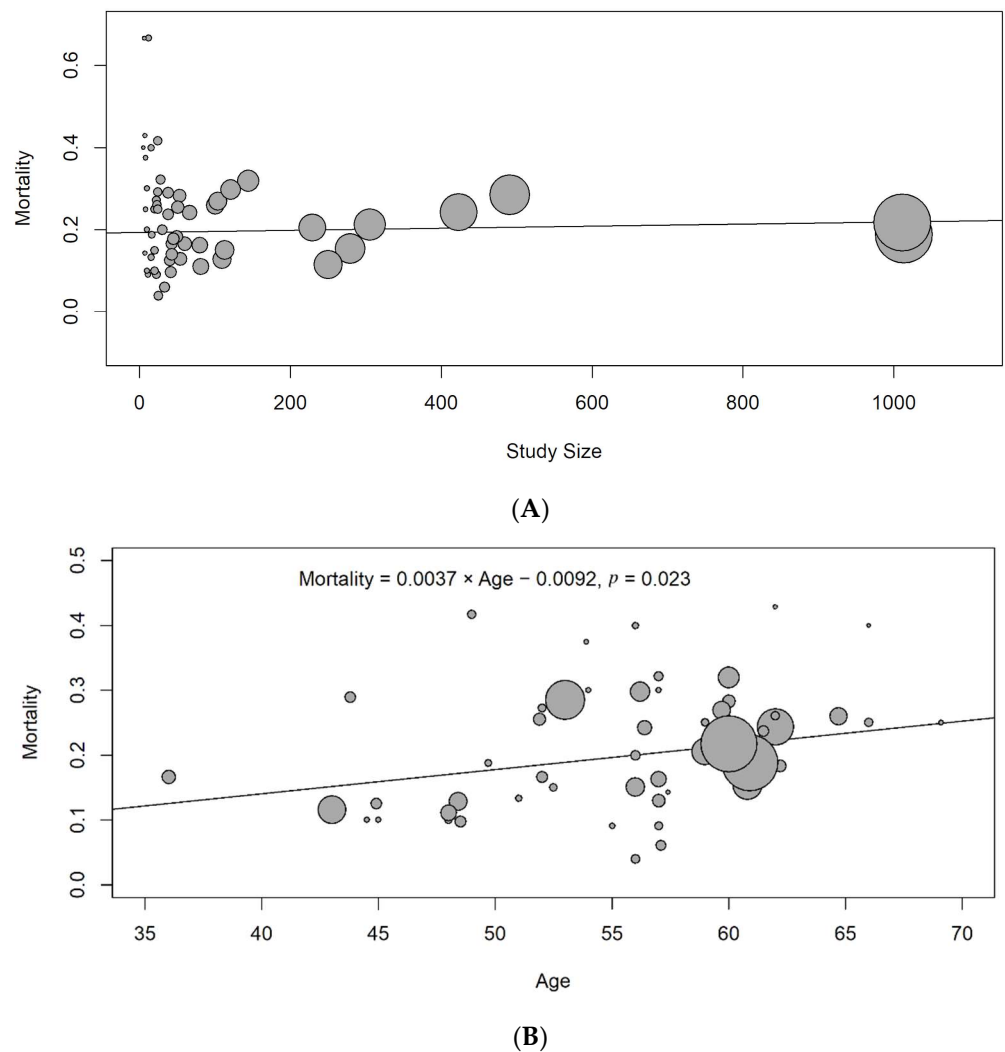 0.6
0.4
0.2
0.0
Mortality
0 200 400 600 800 1000
Study Size
(A)
Mortality = 0.0037 × Age − 0.0092, p = 0.023
0.5
0.4
0.3
0.2
0.1
0.0
Mortality
35 40 45 50 55 60 65 70
Age
(B)